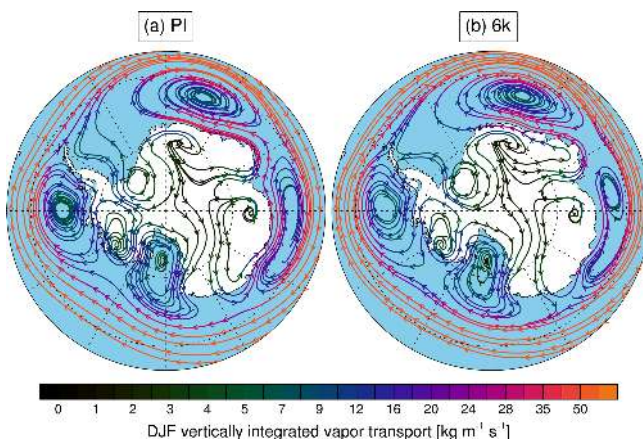 (a) PI
(b) 6k
0 1 2 3 5 7 9 12 16 20 24 28 35 50
DJF vertically integrated vapor transport [kg m⁻¹ s⁻¹]